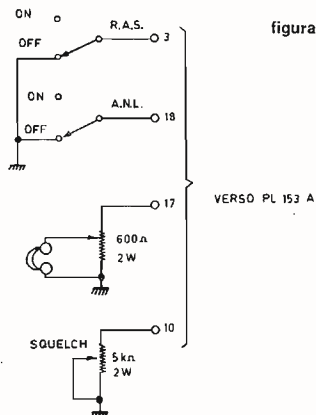 ON
R.A.S.
3
figura
OFF
ON
A.N.L.
18
OFF
17
VERSO PL 153 A
600Ω
2W
10
SQUELCH
5kΩ
2W